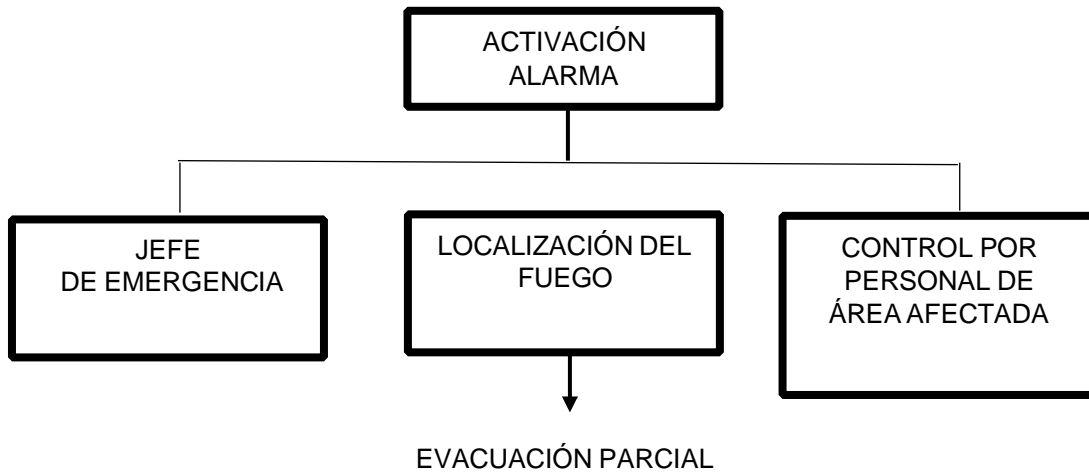 ACTIVACIÓN
ALARMA
JEFE
DE EMERGENCIA
LOCALIZACIÓN DEL
FUEGO
CONTROL POR
PERSONAL DE
ÁREA AFECTADA
EVACUACIÓN PARCIAL